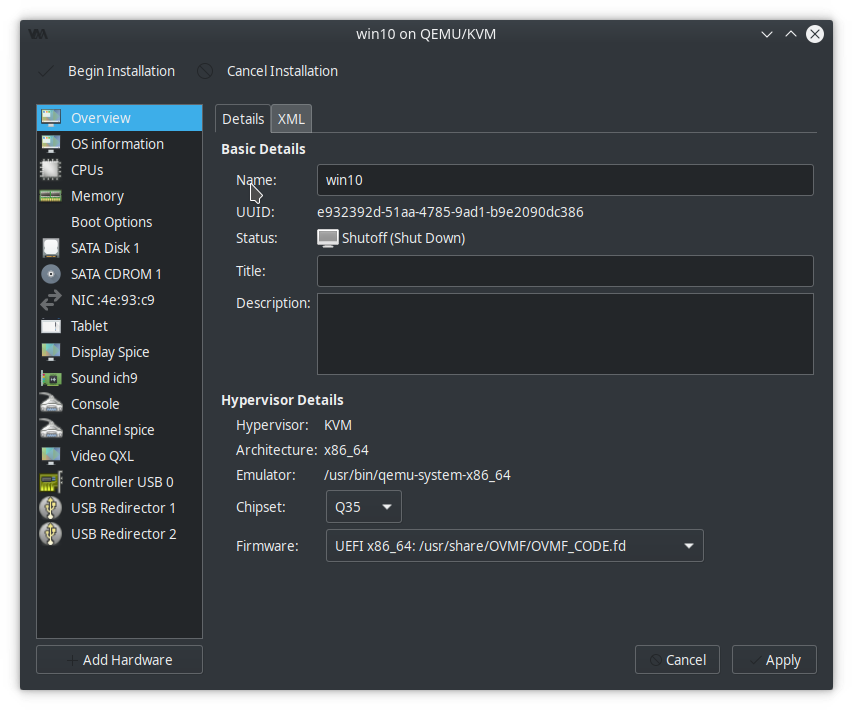 win10 on QEMU/KVM
Begin Installation Cancel Installation
Overview
OS information
CPUs
Memory
Boot Options
SATA Disk 1
SATA CDROM 1
NIC :4e:93:c9
Tablet
Display Spice
Sound ich9
Console
Channel spice
Video QXL
Controller USB 0
USB Redirector 1
USB Redirector 2
Add Hardware
Details XML
Basic Details
Name: win10
UUID: e932392d-51aa-4785-9ad1-b9e2090dc386
Status: Shutoff (Shut Down)
Title:
Description:
Hypervisor Details
Hypervisor: KVM
Architecture: x86_64
Emulator: /usr/bin/qemu-system-x86_64
Chipset: Q35
Firmware: UEFI x86_64: /usr/share/OVMF/OVMF_CODE.fd
Cancel Apply